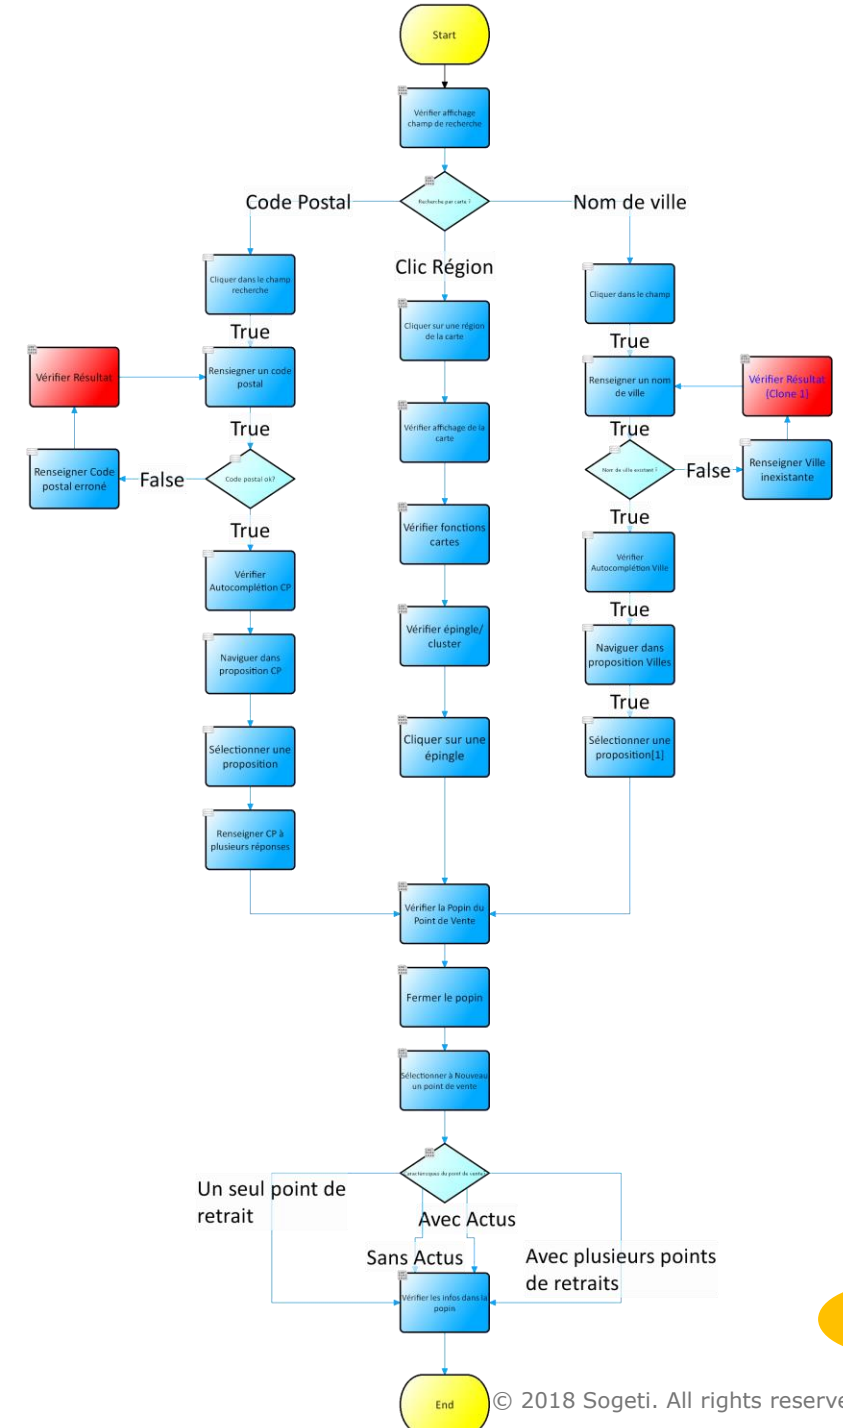 Start
Vérifier affichage
champ de recherche
Recherche par carte ?
Code Postal
Nom de ville
Clic Région
Cliquer dans le champ
recherche
True
Vérifier Résultat
Rensiegner un code
postal
True
Renseigner Code
postal erroné
False
Code postal ok?
True
Vérifier
Autocomplétion CP
Naviguer dans
proposition CP
Sélectionner une
proposition
Renseigner CP à
plusieurs réponses
Cliquer sur une région
de la carte
Vérifier affichage de la
carte
Vérifier fonctions
cartes
Vérifier épingle/
cluster
Cliquer sur une
épingle
Cliquer dans le champ
True
Renseigner un nom
de ville
Vérifier Résultat
{Clone 1}
True
Nom de ville existant ?
False
Renseigner Ville
inexistante
True
Vérifier
Autocomplétion Ville
True
Naviguer dans
proposition Villes
True
Sélectionner une
proposition[1]
Vérifier la Popin du
Point de Vente
Fermer le popin
Sélectionner à Nouveau
un point de vente
du point de vente
Un seul point de
retrait
Avec Actus
Sans Actus
Avec plusieurs points
de retraits
Vérifier les infos dans la
popin
End
© 2018 Sogeti. All rights reserve